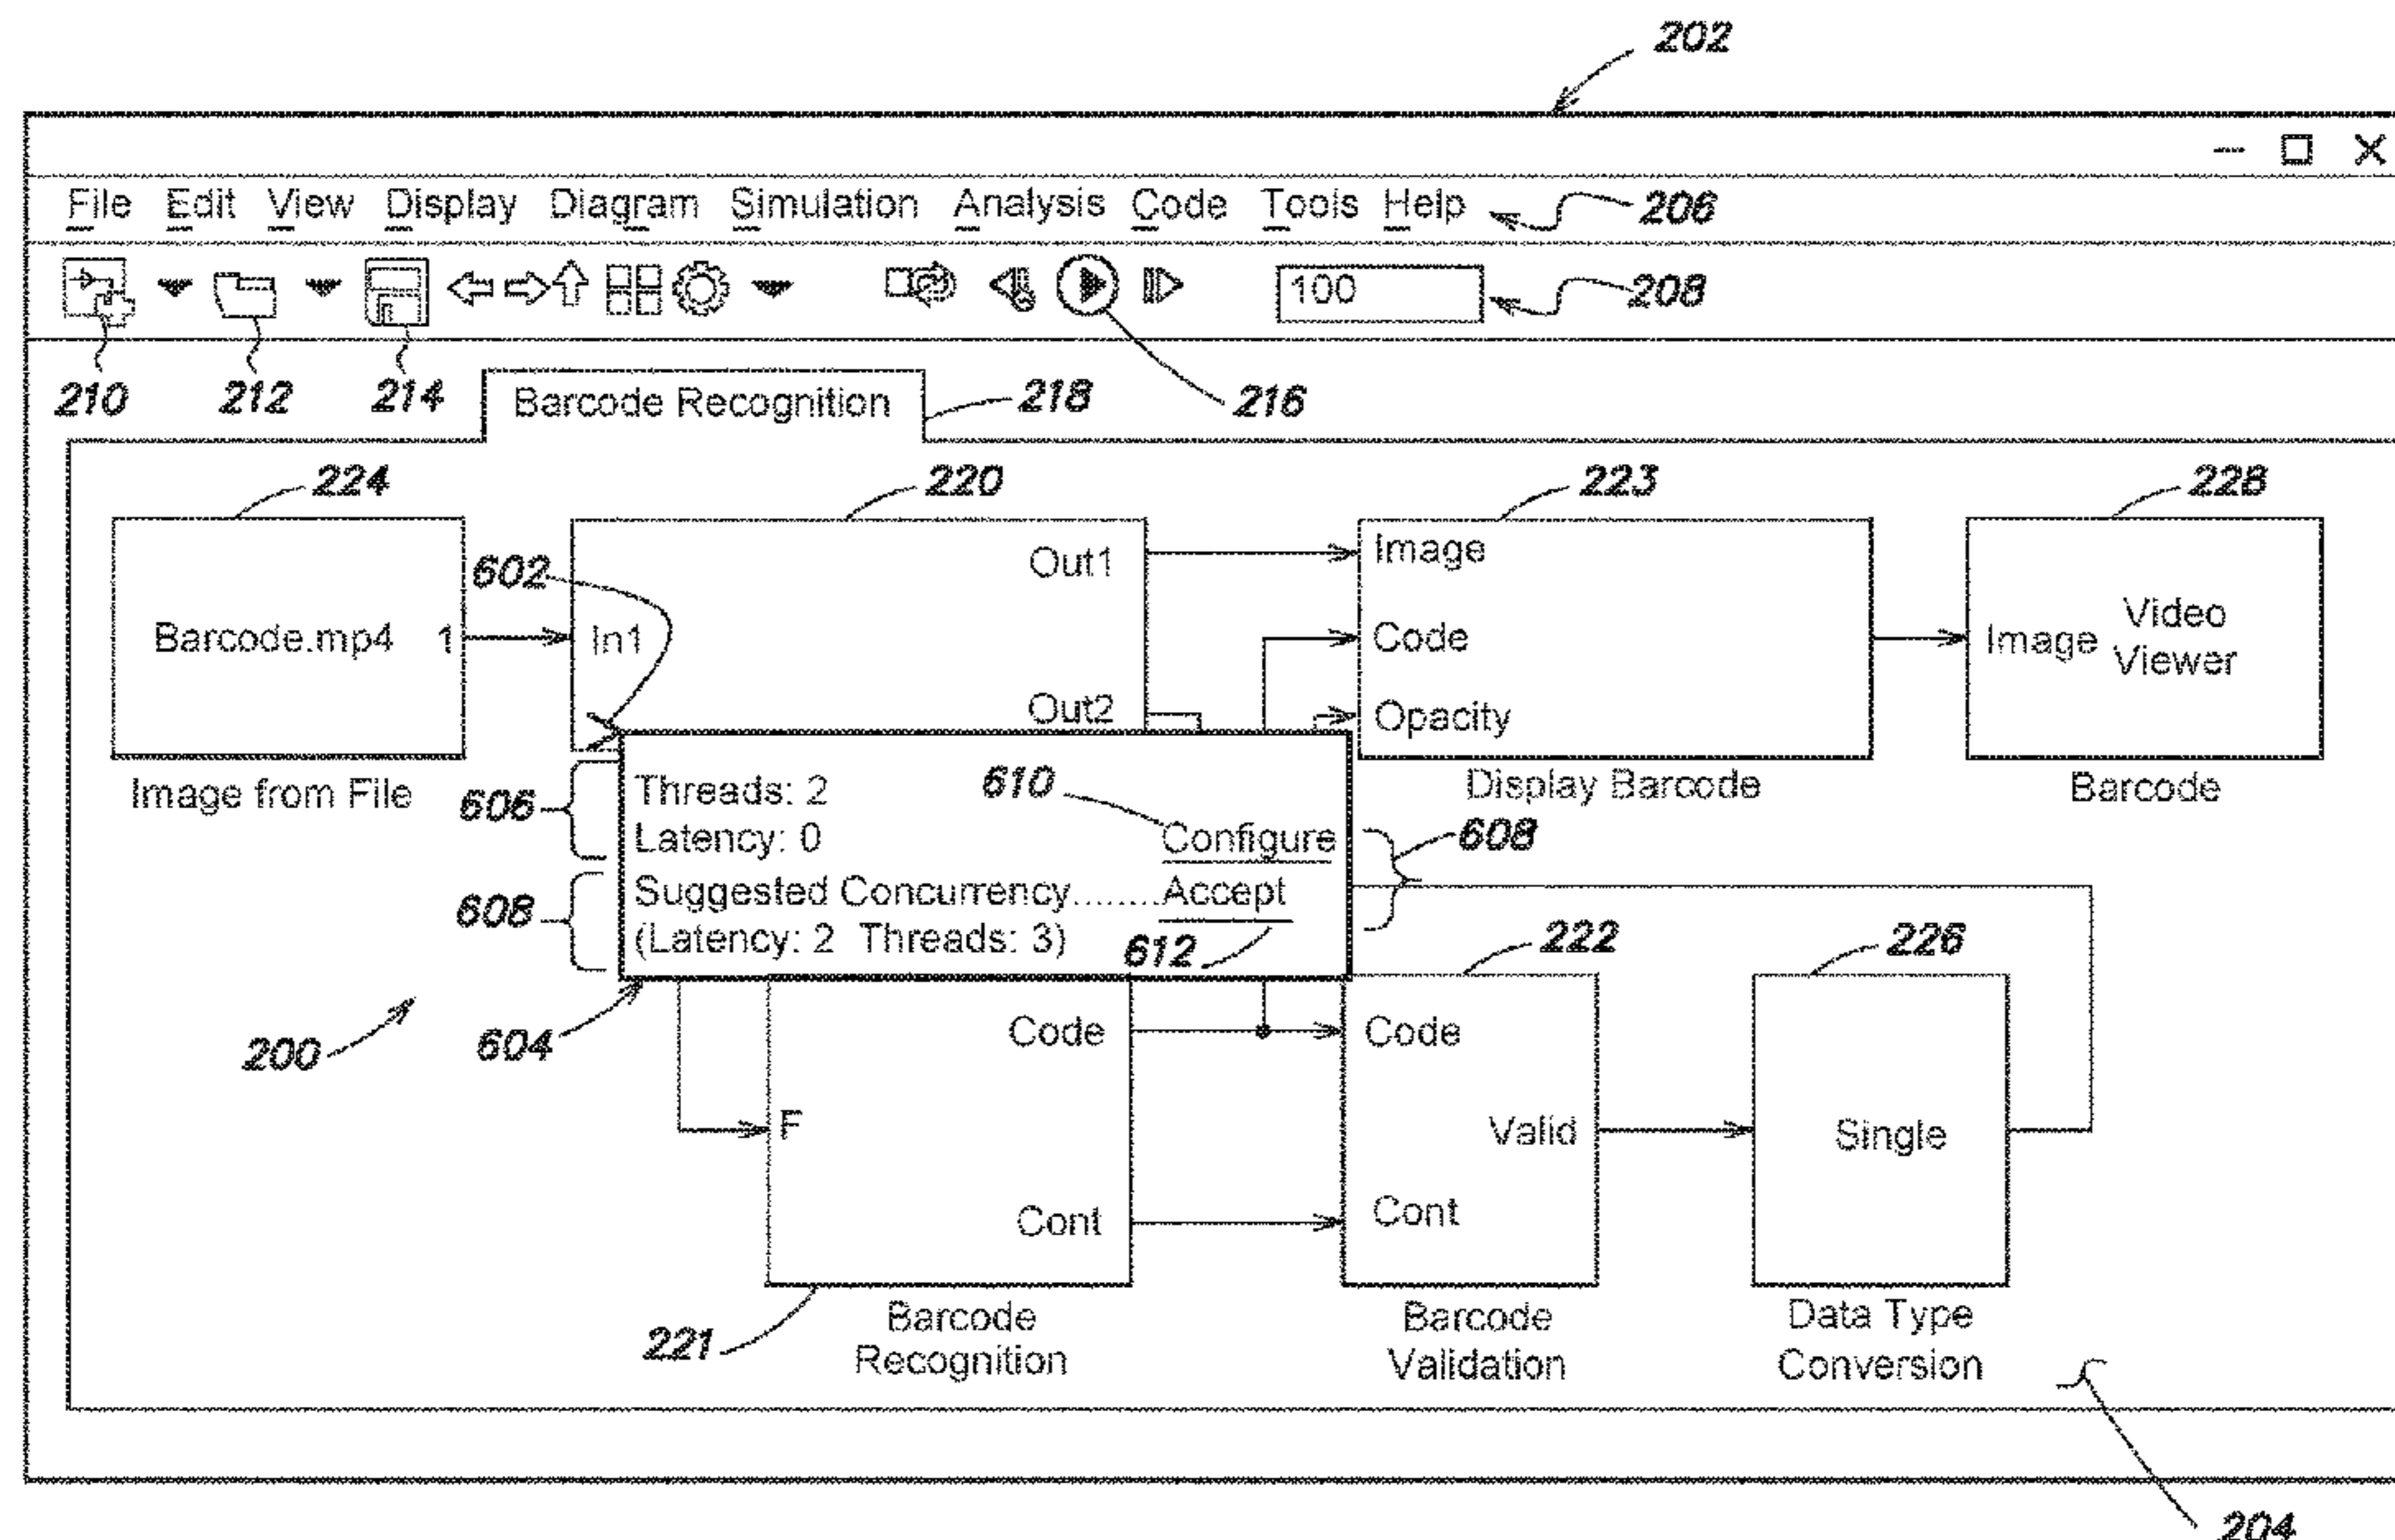 202
File Edit View Display Diagram Simulation Analysis Code Tools Help 206
100 208
210 212 214 Barcode Recognition 218 216
224 220 223 228
602
Out1 Image
Barcode.mp4 1 In1 Code Image Video Viewer
Out2 Opacity
Image from File Display Barcode Barcode
606 Threads: 2 610
Latency: 0 Configure 608
608 Suggested Concurrency........Accept
(Latency: 2 Threads: 3) 612 222 226
200 604 Code Code
F Valid Single
Cont Cont
221 Barcode Recognition
Barcode Validation
Data Type Conversion
204